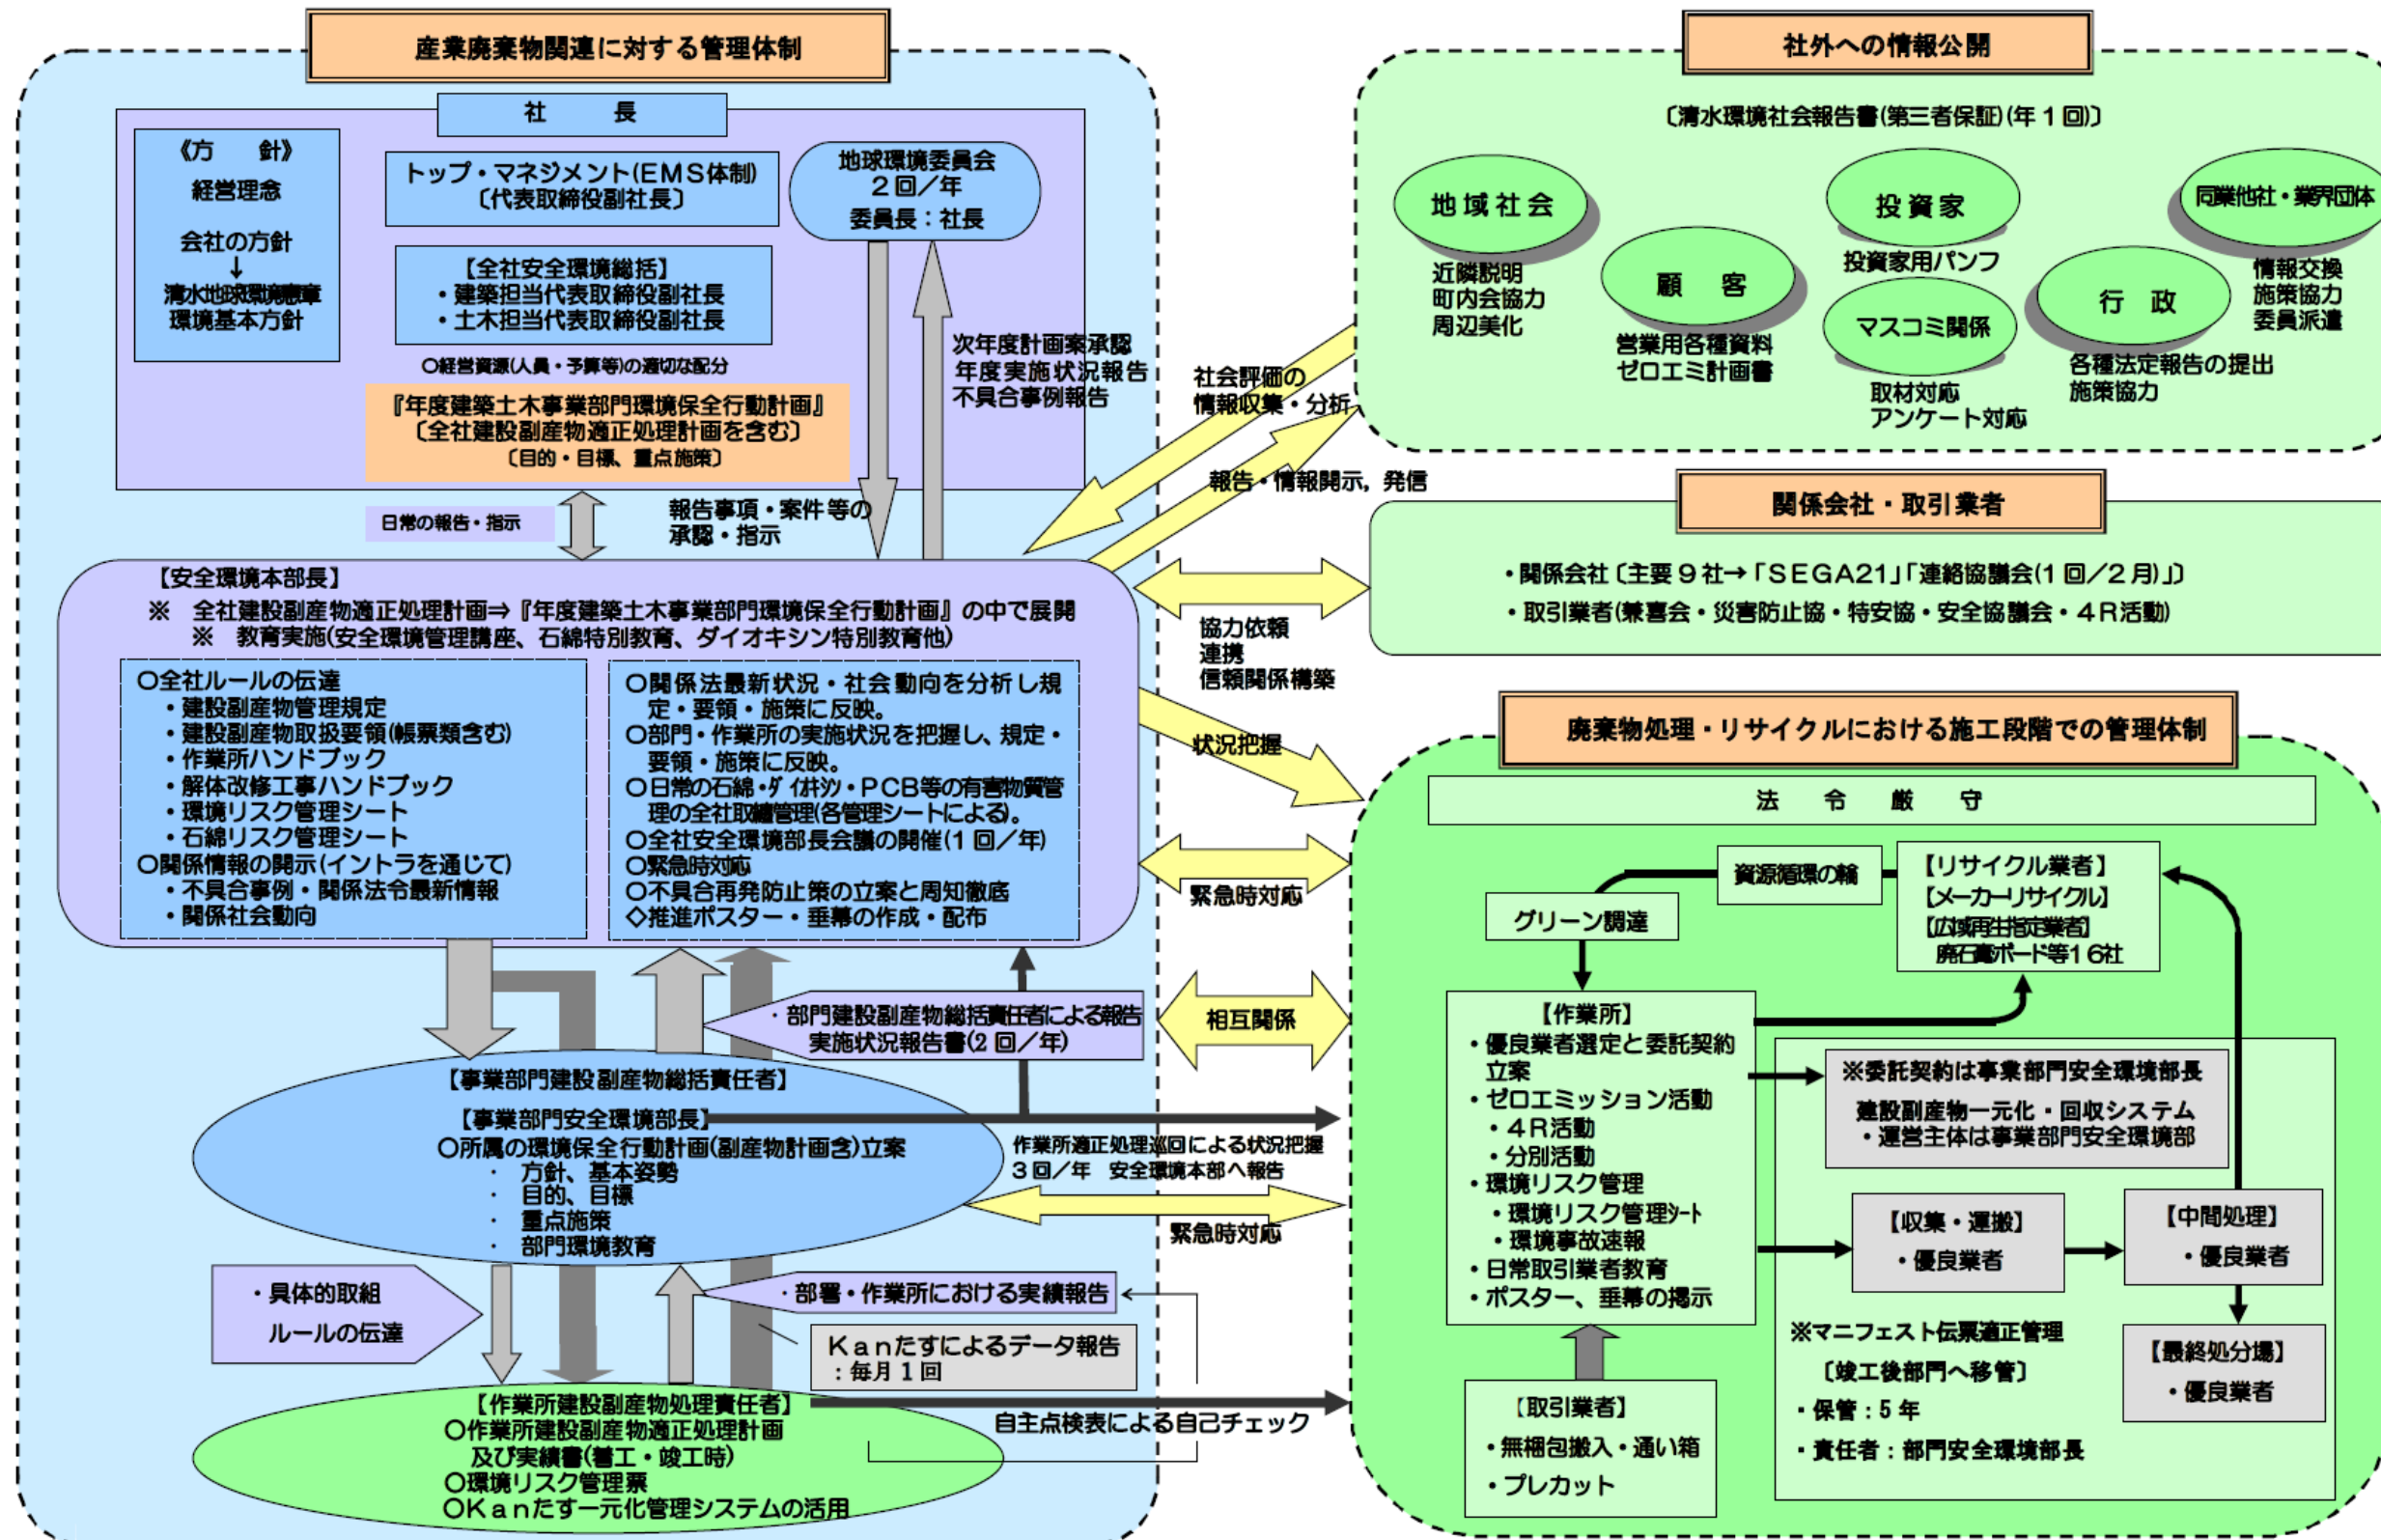 産業廃棄物関連に対する管理体制
社　　長
《方　針》
経営理念
会社の方針
↓
清水地球環境憲章
環境基本方針
トップ・マネジメント(EMS体制)
〔代表取締役副社長〕
【全社安全環境総括】
・建築担当代表取締役副社長
・土木担当代表取締役副社長
○経営資源(人員・予算等)の適切な配分
『年度建築土木事業部門環境保全行動計画』
〔全社建設副産物適正処理計画を含む〕
〔目的・目標、重点施策〕
地球環境委員会
2回／年
委員長：社長
次年度計画案承認
年度実施状況報告
不具合事例報告
日常の報告・指示
報告事項・案件等の
承認・指示
【安全環境本部長】
※　全社建設副産物適正処理計画⇒『年度建築土木事業部門環境保全行動計画』の中で展開
※　教育実施(安全環境管理講座、石綿特別教育、ダイオキシン特別教育他)
○全社ルールの伝達
・建設副産物管理規定
・建設副産物取扱要領(帳票類含む)
・作業所ハンドブック
・解体改修工事ハンドブック
・環境リスク管理シート
・石綿リスク管理シート
○関係情報の開示(イントラを通じて)
・不具合事例・関係法令最新情報
・関係社会動向
○関係法最新状況・社会動向を分析し規
定・要領・施策に反映。
○部門・作業所の実施状況を把握し、規定・
要領・施策に反映。
○日常の石綿・ダイオキシン・PCB等の有害物質管
理の全社取纏管理(各管理シートによる)。
○全社安全環境部長会議の開催(1回／年)
○緊急時対応
○不具合再発防止策の立案と周知徹底
◇推進ポスター・垂幕の作成・配布
・部門建設副産物総括責任者による報告
実施状況報告書(2回／年)
【事業部門建設副産物総括責任者】
【事業部門安全環境部長】
○所属の環境保全行動計画(副産物計画含)立案
・　方針、基本姿勢
・　目的、目標
・　重点施策
・　部門環境教育
・具体的取組
ルールの伝達
・部署・作業所における実績報告
Kanたすによるデータ報告
：毎月1回
【作業所建設副産物処理責任者】
○作業所建設副産物適正処理計画
及び実績書(着工・竣工時)
○環境リスク管理票
○Kanたす一元化管理システムの活用
社会評価の
情報収集・分析
報告・情報開示，発信
協力依頼
連携
信頼関係構築
状況把握
緊急時対応
相互関係
作業所適正処理巡回による状況把握
3回／年　安全環境本部へ報告
緊急時対応
自主点検表による自己チェック
社外への情報公開
〔清水環境社会報告書(第三者保証)(年1回)〕
地域社会
近隣説明
町内会協力
周辺美化
顧　客
営業用各種資料
ゼロエミ計画書
投資家
投資家用パンフ
マスコミ関係
取材対応
アンケート対応
行　政
各種法定報告の提出
施策協力
同業他社・業界団体
情報交換
施策協力
委員派遣
関係会社・取引業者
・関係会社〔主要9社→「SEGA21」「連絡協議会(1回／2月)」〕
・取引業者(兼喜会・災害防止協・特安協・安全協議会・4R活動)
廃棄物処理・リサイクルにおける施工段階での管理体制
法　令　厳　守
資源循環の輪
グリーン調達
【リサイクル業者】
【メーカーリサイクル】
【広域再生指定業者】
廃石膏ボード等16社
【作業所】
・優良業者選定と委託契約
立案
・ゼロエミッション活動
・4R活動
・分別活動
・環境リスク管理
・環境リスク管理シート
・環境事故速報
・日常取引業者教育
・ポスター、垂幕の掲示
※委託契約は事業部門安全環境部長
建設副産物一元化・回収システム
・運営主体は事業部門安全環境部
【収集・運搬】
・優良業者
【中間処理】
・優良業者
【最終処分場】
・優良業者
※マニフェスト伝票適正管理
〔竣工後部門へ移管〕
・保管：5年
・責任者：部門安全環境部長
【取引業者】
・無梱包搬入・通い箱
・プレカット